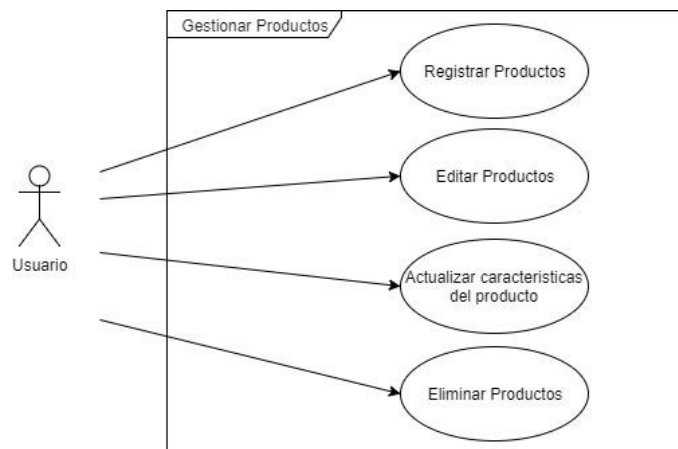 Gestionar Productos
Registrar Productos
Editar Productos
Usuario
Actualizar caracteristicas
del producto
Eliminar Productos